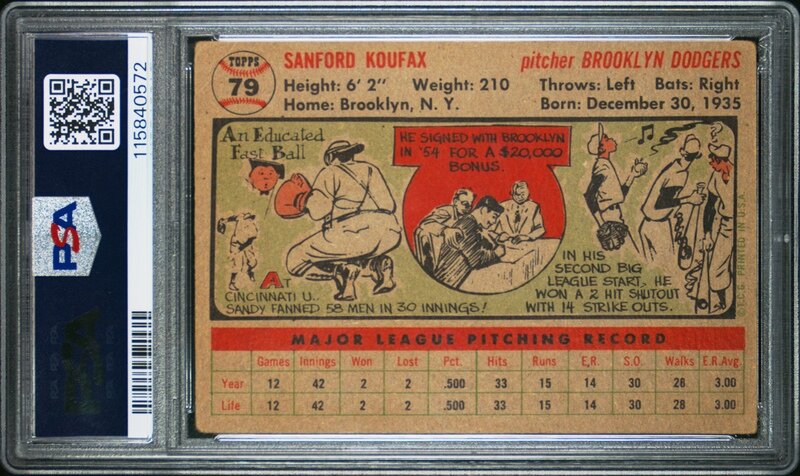 115840572
PSA
TOPPS
79
SANFORD KOUFAX pitcher BROOKLYN DODGERS
Height: 6' 2" Weight: 210 Throws: Left Bats: Right
Home: Brooklyn, N. Y. Born: December 30, 1935
An Educated
Fast Ball
AT
CINCINNATI U..
SANDY FANNED 58 MEN IN 30 INNINGS!
HE SIGNED WITH BROOKLYN
IN '54 FOR A $20,000
BONUS.
IN HIS
SECOND BIG
LEAGUE START.. HE
WON A 2 HIT SHUTOUT
WITH 14 STRIKE OUTS..
© T.C.G. PRINTED IN U.S.A.
MAJOR LEAGUE PITCHING RECORD
Games Innings Won Lost Pct. Hits Runs E.R. S.O. Walks E.R.Avg.
Year 12 42 2 2 .500 33 15 14 30 28 3.00
Life 12 42 2 2 .500 33 15 14 30 28 3.00